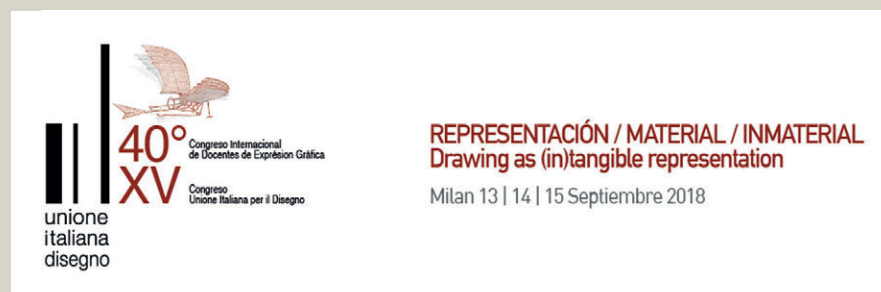 40° Congreso Internacional
de Docentes de Expresión Gráfica
XV Congreso
Unione Italiana per il Disegno
unione
italiana
disegno
REPRESENTACIÓN / MATERIAL / INMATERIAL
Drawing as (in)tangible representation
Milan 13 | 14 | 15 Septiembre 2018